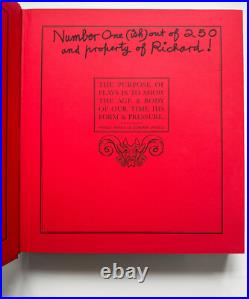 Number One (ish) out of 250
and property of Richard!
THE PURPOSE OF
PLAYS IS TO SHOW
THE AGE & BODY
OF OUR TIME HIS
FORM & PRESSURE.